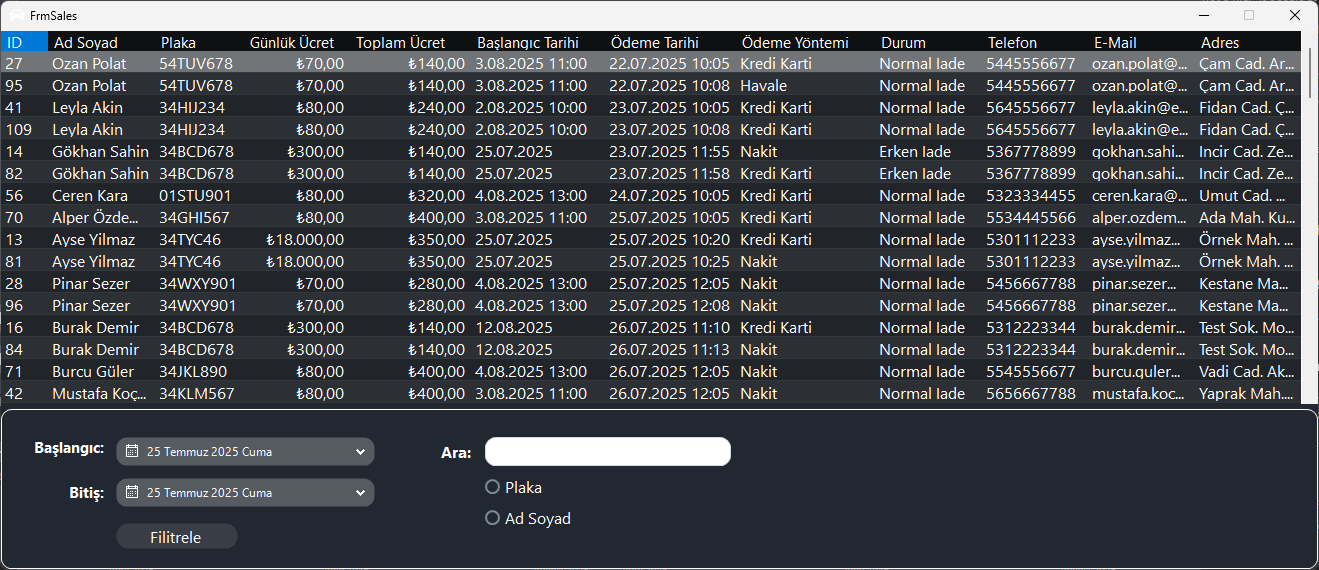 FrmSales
ID Ad Soyad Plaka Günlük Ücret Toplam Ücret Başlangıc Tarihi Ödeme Tarihi Ödeme Yöntemi Durum Telefon E-Mail Adres
27 Ozan Polat 54TUV678 ₺70,00 ₺140,00 3.08.2025 11:00 22.07.2025 10:05 Kredi Karti Normal Iade 5445556677 ozan.polat@... Çam Cad. Ar...
95 Ozan Polat 54TUV678 ₺70,00 ₺140,00 3.08.2025 11:00 22.07.2025 10:08 Havale Normal Iade 5445556677 ozan.polat@... Çam Cad. Ar...
41 Leyla Akin 34HIJ234 ₺80,00 ₺240,00 2.08.2025 10:00 23.07.2025 10:05 Kredi Karti Normal Iade 5645556677 leyla.akin@e... Fidan Cad. Ç...
109 Leyla Akin 34HIJ234 ₺80,00 ₺240,00 2.08.2025 10:00 23.07.2025 10:08 Kredi Karti Normal Iade 5645556677 leyla.akin@e... Fidan Cad. Ç...
14 Gökhan Sahin 34BCD678 ₺300,00 ₺140,00 25.07.2025 23.07.2025 11:55 Nakit Erken Iade 5367778899 gokhan.sahi... Incir Cad. Ze...
82 Gökhan Sahin 34BCD678 ₺300,00 ₺140,00 25.07.2025 23.07.2025 11:58 Nakit Erken Iade 5367778899 gokhan.sahi... Incir Cad. Ze...
56 Ceren Kara 01STU901 ₺80,00 ₺320,00 4.08.2025 13:00 24.07.2025 10:05 Kredi Karti Normal Iade 5323334455 ceren.kara@... Umut Cad. ...
70 Alper Özde... 34GHI567 ₺80,00 ₺400,00 3.08.2025 11:00 25.07.2025 10:05 Kredi Karti Normal Iade 5534445566 alper.ozdem... Ada Mah. Ku...
13 Ayse Yilmaz 34TYC46 ₺18.000,00 ₺350,00 25.07.2025 25.07.2025 10:20 Kredi Karti Normal Iade 5301112233 ayse.yilmaz... Örnek Mah. ...
81 Ayse Yilmaz 34TYC46 ₺18.000,00 ₺350,00 25.07.2025 25.07.2025 10:25 Nakit Normal Iade 5301112233 ayse.yilmaz... Örnek Mah. ...
28 Pinar Sezer 34WXY901 ₺70,00 ₺280,00 4.08.2025 13:00 25.07.2025 12:05 Nakit Normal Iade 5456667788 pinar.sezer... Kestane Ma...
96 Pinar Sezer 34WXY901 ₺70,00 ₺280,00 4.08.2025 13:00 25.07.2025 12:08 Nakit Normal Iade 5456667788 pinar.sezer... Kestane Ma...
16 Burak Demir 34BCD678 ₺300,00 ₺140,00 12.08.2025 26.07.2025 11:10 Kredi Karti Normal Iade 5312223344 burak.demir... Test Sok. Mo...
84 Burak Demir 34BCD678 ₺300,00 ₺140,00 12.08.2025 26.07.2025 11:13 Nakit Normal Iade 5312223344 burak.demir... Test Sok. Mo...
71 Burcu Güler 34JKL890 ₺80,00 ₺400,00 4.08.2025 13:00 26.07.2025 12:05 Nakit Normal Iade 5545556677 burcu.guler... Vadi Cad. Ak...
42 Mustafa Koç... 34KLM567 ₺80,00 ₺400,00 3.08.2025 11:00 26.07.2025 12:05 Nakit Normal Iade 5656667788 mustafa.koc... Yaprak Mah....
Başlangıc: 25 Temmuz 2025 Cuma
Bitiş: 25 Temmuz 2025 Cuma
Filitrele
Ara:
Plaka
Ad Soyad